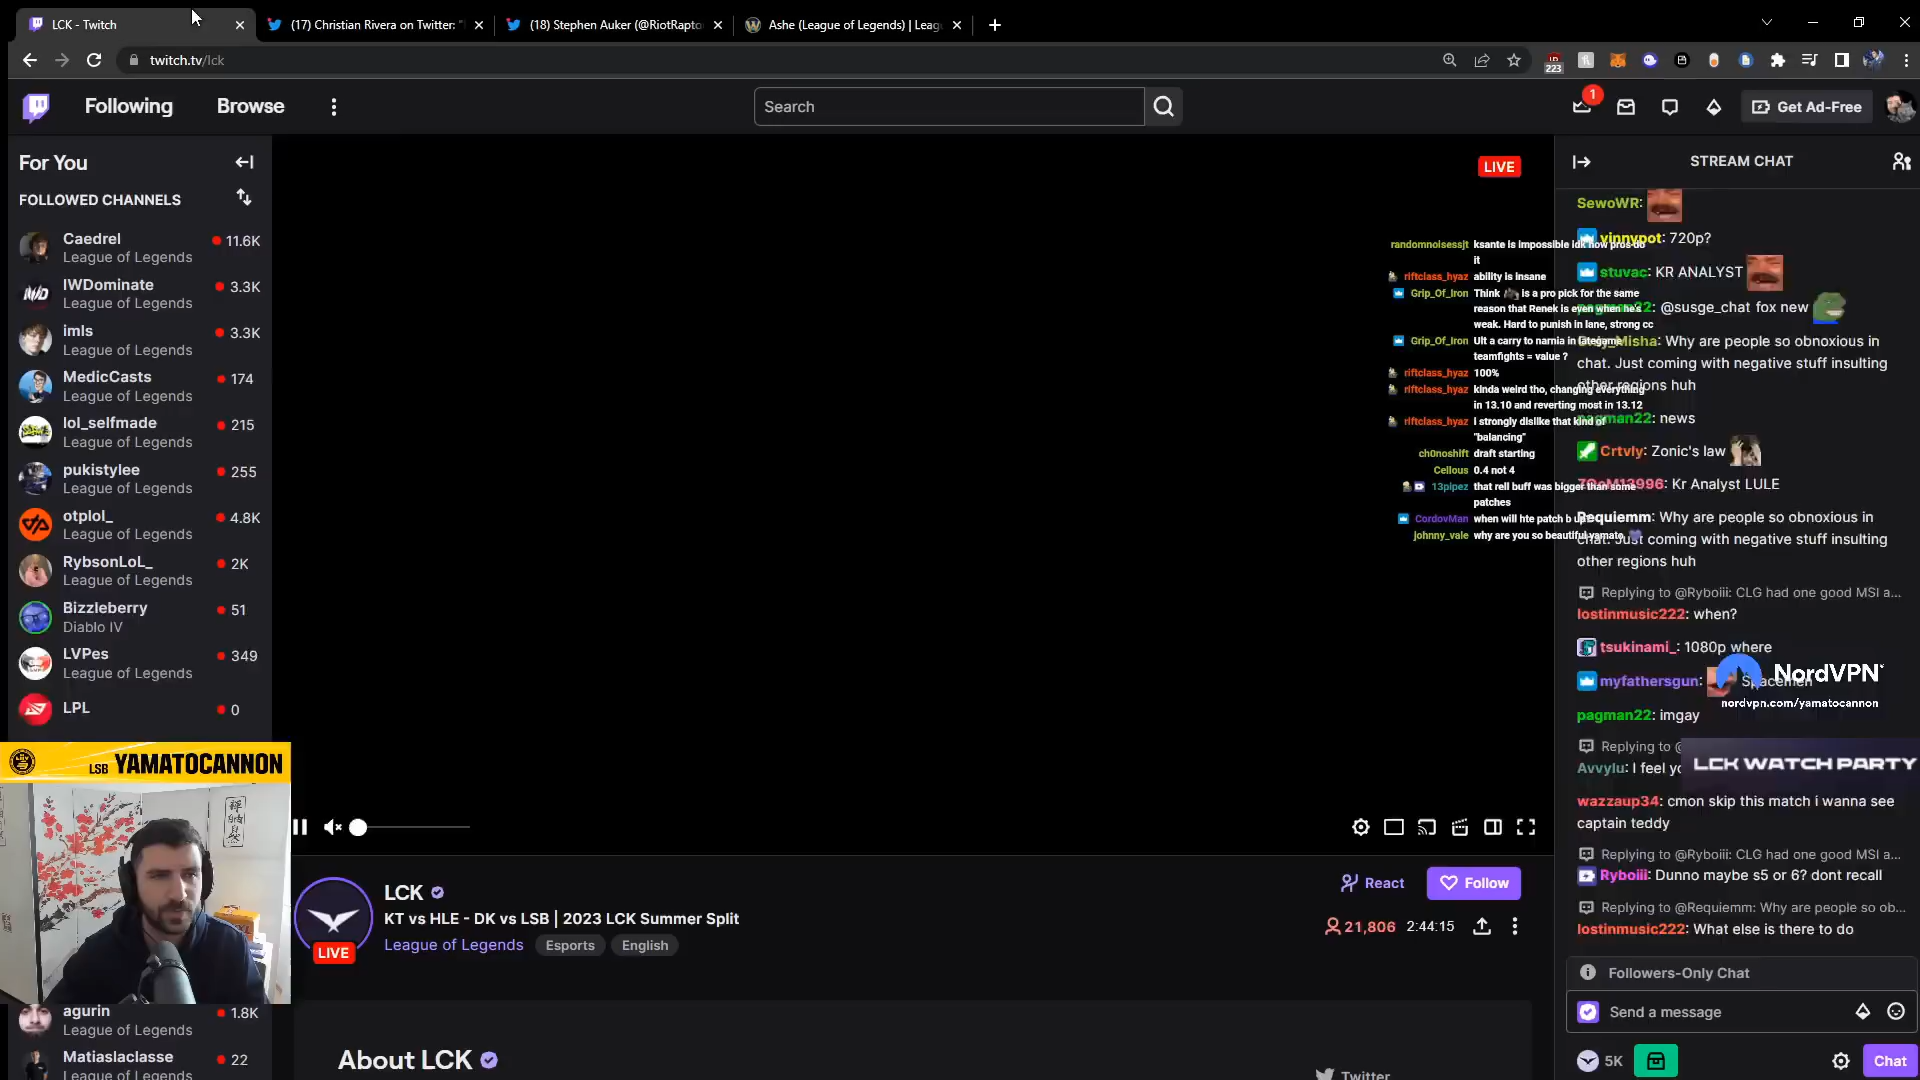 LCK - Twitch
(17) Christian Rivera on Twitter: "
(18) Stephen Auker (@RiotRapto
Ashe (League of Legends) | Leag
twitch.tv/lck
223
Following
Browse
Search
1
Get Ad-Free
For You
FOLLOWED CHANNELS
Caedrel
11.6K
League of Legends
IWDominate
3.3K
League of Legends
imls
3.3K
League of Legends
MedicCasts
174
League of Legends
lol_selfmade
215
League of Legends
pukistylee
255
League of Legends
otplol_
4.8K
League of Legends
RybsonLoL_
2K
League of Legends
Bizzleberry
51
Diablo IV
LVPes
349
League of Legends
LPL
0
LSB YAMATOCANNON
agurin
1.8K
League of Legends
Matiaslaclasse
22
League of Legends
LIVE
randomnoisessjt ksante is impossible idk how pros do
it
riftclass_hyaz ability is insane
Grip_Of_Iron Think is a pro pick for the same
reason that Renek is even when he's
weak. Hard to punish in lane, strong cc
Grip_Of_Iron Ult a carry to narnia in lategame
teamfights = value ?
riftclass_hyaz 100%
riftclass_hyaz kinda weird tho, changing everything
in 13.10 and reverting most in 13.12
riftclass_hyaz I strongly dislike that kind of
"balancing"
ch0noshift draft starting
Cellous 0.4 not 4
13pipez that rell buff was bigger than some
patches
CordovMan when will hte patch b up
johnny_vale why are you so beautiful yamato
LCK
KT vs HLE - DK vs LSB | 2023 LCK Summer Split
League of Legends Esports English
LIVE
React
Follow
21,806 2:44:15
About LCK
Twitter
STREAM CHAT
SewoWR:
vinnypot: 720p?
stuvac: KR ANALYST
pagman22: @susge_chat fox new
Misha: Why are people so obnoxious in
chat. Just coming with negative stuff insulting
other regions huh
pagman22: news
Crtvly: Zonic's law
Kr Analyst LULE
Requiemm: Why are people so obnoxious in
chat. Just coming with negative stuff insulting
other regions huh
Replying to @Ryboiii: CLG had one good MSI a...
lostinmusic222: when?
tsukinami_: 1080p where
myfathersgun: Spacemen
NordVPN
nordvpn.com/yamatocannon
pagman22: imgay
Replying to @
Avvylu: I feel yo
LCK WATCH PARTY
wazzaup34: cmon skip this match i wanna see
captain teddy
Replying to @Ryboiii: CLG had one good MSI a...
Ryboiii: Dunno maybe s5 or 6? dont recall
Replying to @Requiemm: Why are people so ob...
lostinmusic222: What else is there to do
Followers-Only Chat
Send a message
5K
Chat